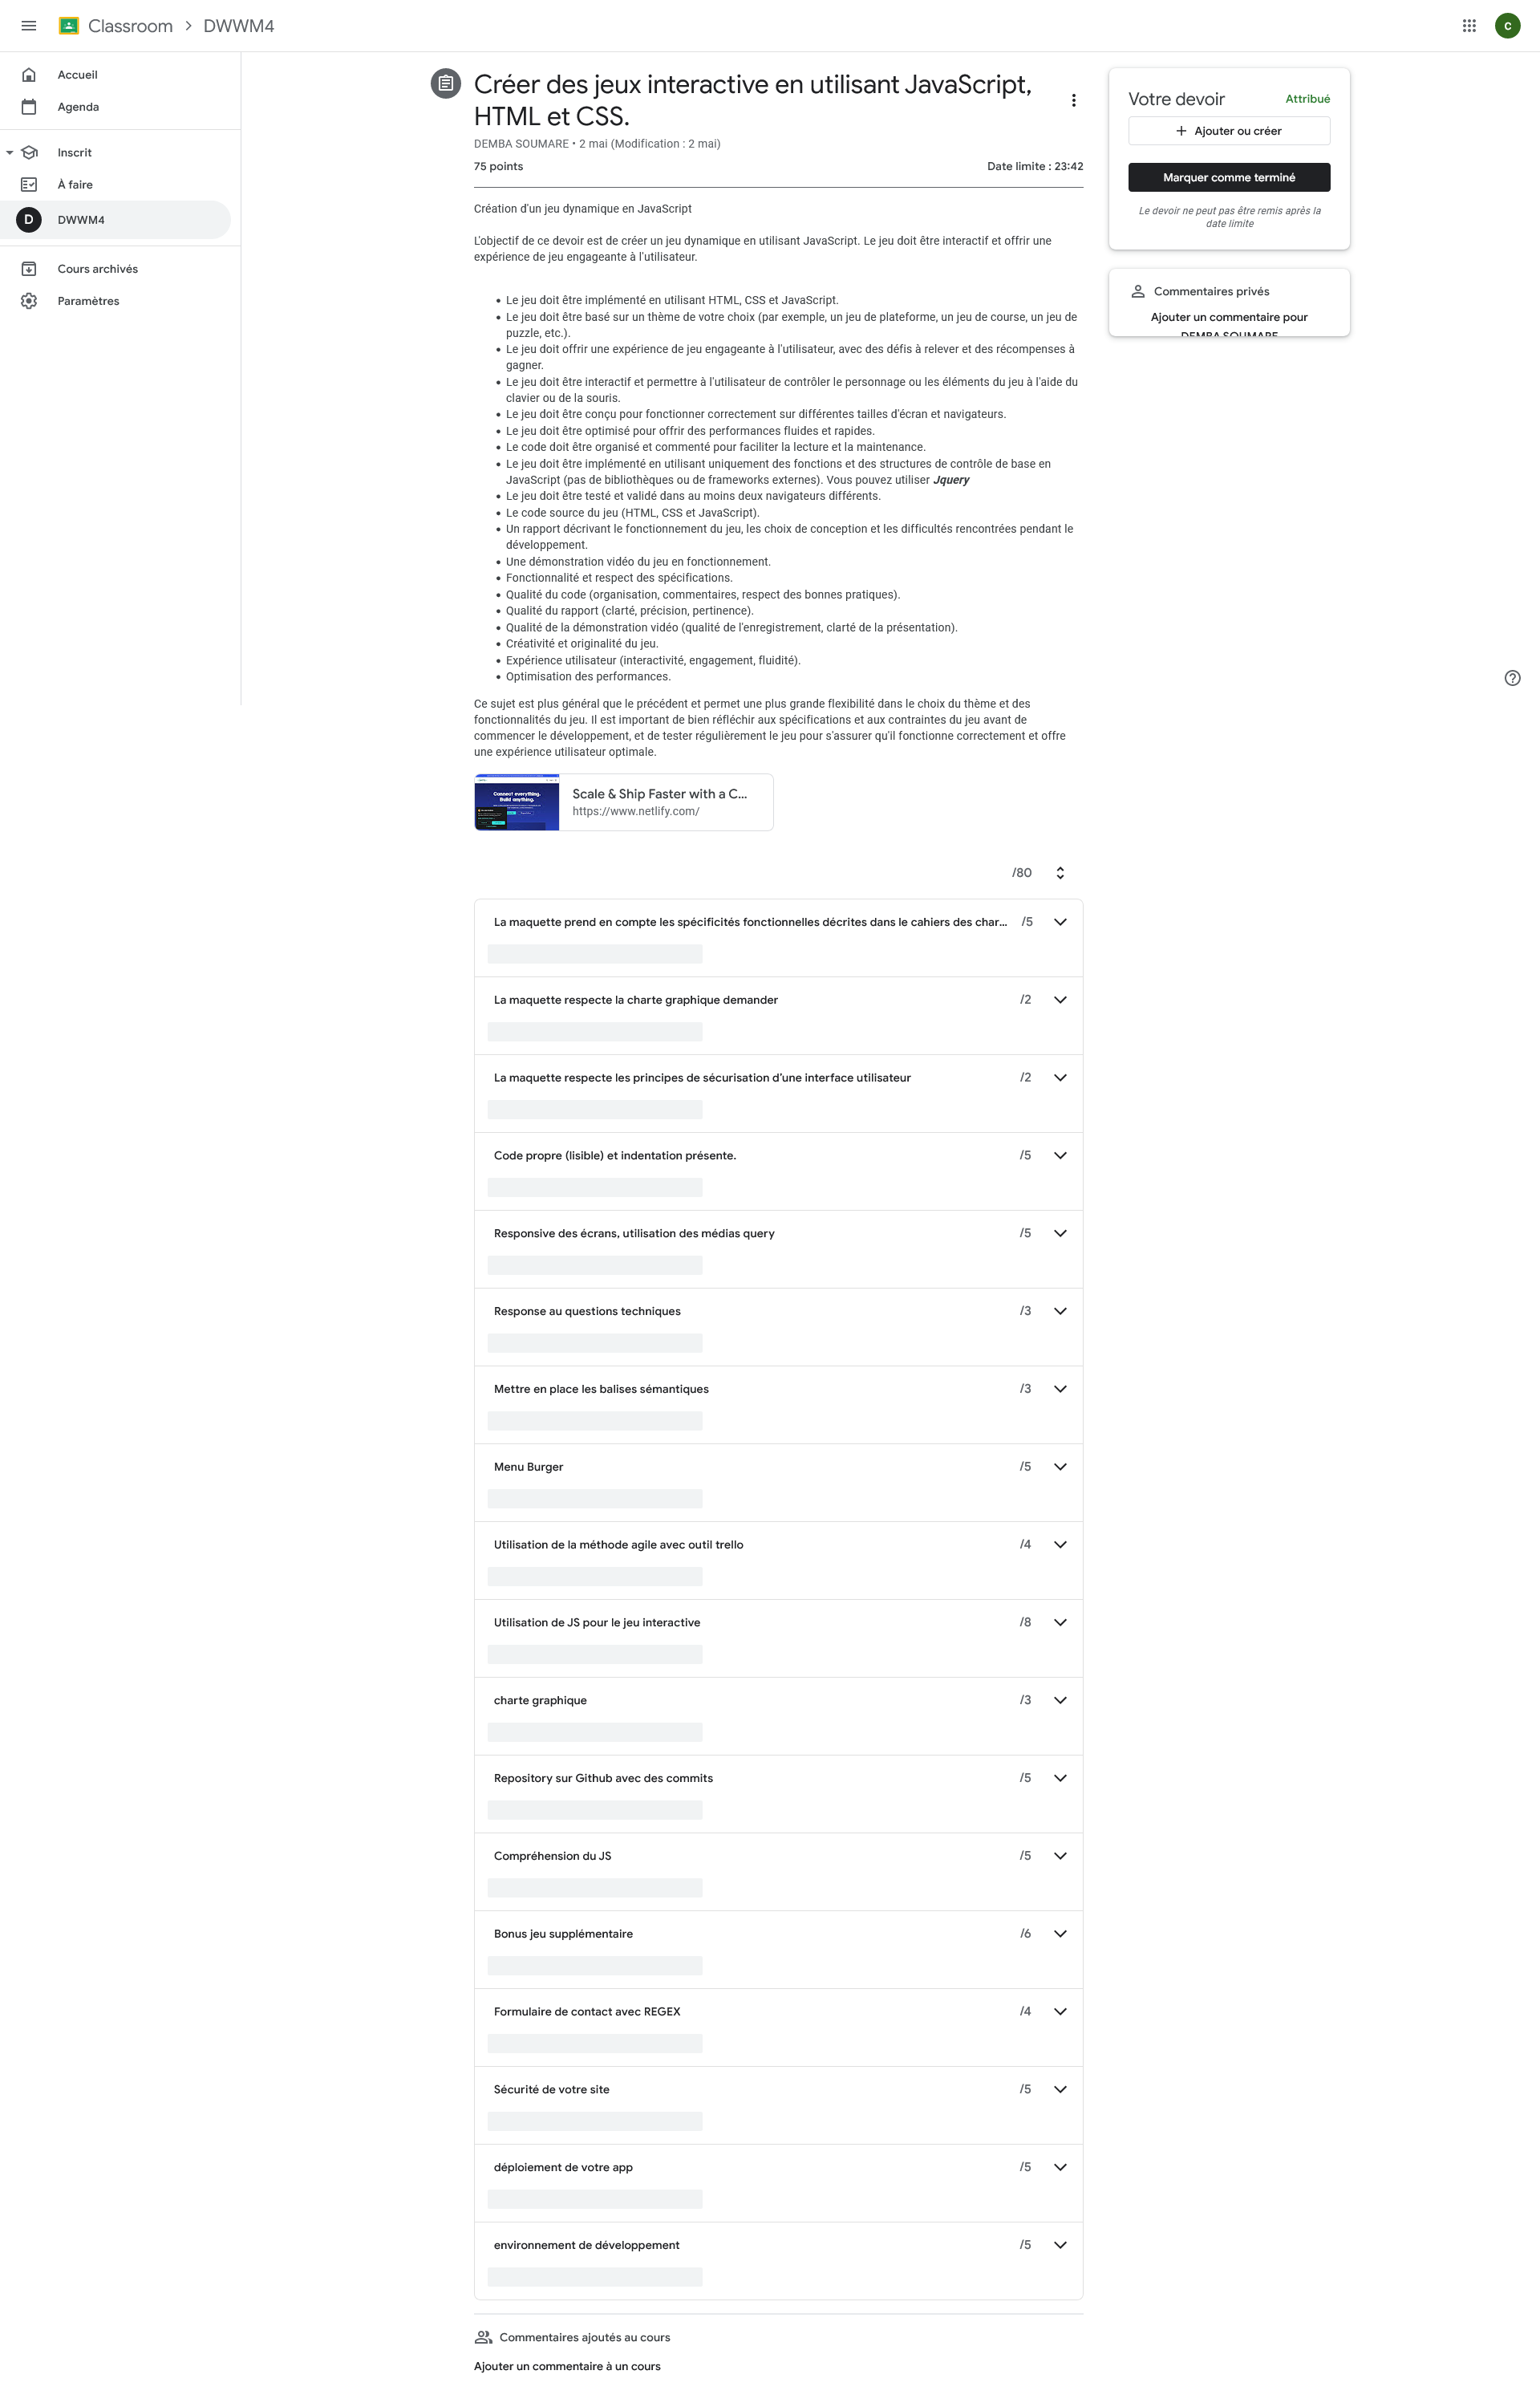 Classroom > DWWM4
C
Accueil
Agenda
Inscrit
À faire
D DWWM4
Cours archivés
Paramètres
Créer des jeux interactive en utilisant JavaScript,
HTML et CSS.
DEMBA SOUMARE • 2 mai (Modification : 2 mai)
75 points
Date limite : 23:42
Création d'un jeu dynamique en JavaScript
L'objectif de ce devoir est de créer un jeu dynamique en utilisant JavaScript. Le jeu doit être interactif et offrir une
expérience de jeu engageante à l'utilisateur.
• Le jeu doit être implémenté en utilisant HTML, CSS et JavaScript.
• Le jeu doit être basé sur un thème de votre choix (par exemple, un jeu de plateforme, un jeu de course, un jeu de
puzzle, etc.).
• Le jeu doit offrir une expérience de jeu engageante à l'utilisateur, avec des défis à relever et des récompenses à
gagner.
• Le jeu doit être interactif et permettre à l'utilisateur de contrôler le personnage ou les éléments du jeu à l'aide du
clavier ou de la souris.
• Le jeu doit être conçu pour fonctionner correctement sur différentes tailles d'écran et navigateurs.
• Le jeu doit être optimisé pour offrir des performances fluides et rapides.
• Le code doit être organisé et commenté pour faciliter la lecture et la maintenance.
• Le jeu doit être implémenté en utilisant uniquement des fonctions et des structures de contrôle de base en
JavaScript (pas de bibliothèques ou de frameworks externes). Vous pouvez utiliser Jquery
• Le jeu doit être testé et validé dans au moins deux navigateurs différents.
• Le code source du jeu (HTML, CSS et JavaScript).
• Un rapport décrivant le fonctionnement du jeu, les choix de conception et les difficultés rencontrées pendant le
développement.
• Une démonstration vidéo du jeu en fonctionnement.
• Fonctionnalité et respect des spécifications.
• Qualité du code (organisation, commentaires, respect des bonnes pratiques).
• Qualité du rapport (clarté, précision, pertinence).
• Qualité de la démonstration vidéo (qualité de l'enregistrement, clarté de la présentation).
• Créativité et originalité du jeu.
• Expérience utilisateur (interactivité, engagement, fluidité).
• Optimisation des performances.
Ce sujet est plus général que le précédent et permet une plus grande flexibilité dans le choix du thème et des
fonctionnalités du jeu. Il est important de bien réfléchir aux spécifications et aux contraintes du jeu avant de
commencer le développement, et de tester régulièrement le jeu pour s'assurer qu'il fonctionne correctement et offre
une expérience utilisateur optimale.
Connect everything.
Build anything.
Scale & Ship Faster with a C...
https://www.netlify.com/
/80
La maquette prend en compte les spécificités fonctionnelles décrites dans le cahiers des char... /5
La maquette respecte la charte graphique demander /2
La maquette respecte les principes de sécurisation d'une interface utilisateur /2
Code propre (lisible) et indentation présente. /5
Responsive des écrans, utilisation des médias query /5
Response au questions techniques /3
Mettre en place les balises sémantiques /3
Menu Burger /5
Utilisation de la méthode agile avec outil trello /4
Utilisation de JS pour le jeu interactive /8
charte graphique /3
Repository sur Github avec des commits /5
Compréhension du JS /5
Bonus jeu supplémentaire /6
Formulaire de contact avec REGEX /4
Sécurité de votre site /5
déploiement de votre app /5
environnement de développement /5
Commentaires ajoutés au cours
Ajouter un commentaire à un cours
Votre devoir
Attribué
+ Ajouter ou créer
Marquer comme terminé
Le devoir ne peut pas être remis après la
date limite
Commentaires privés
Ajouter un commentaire pour
DEMBA SOUMARE